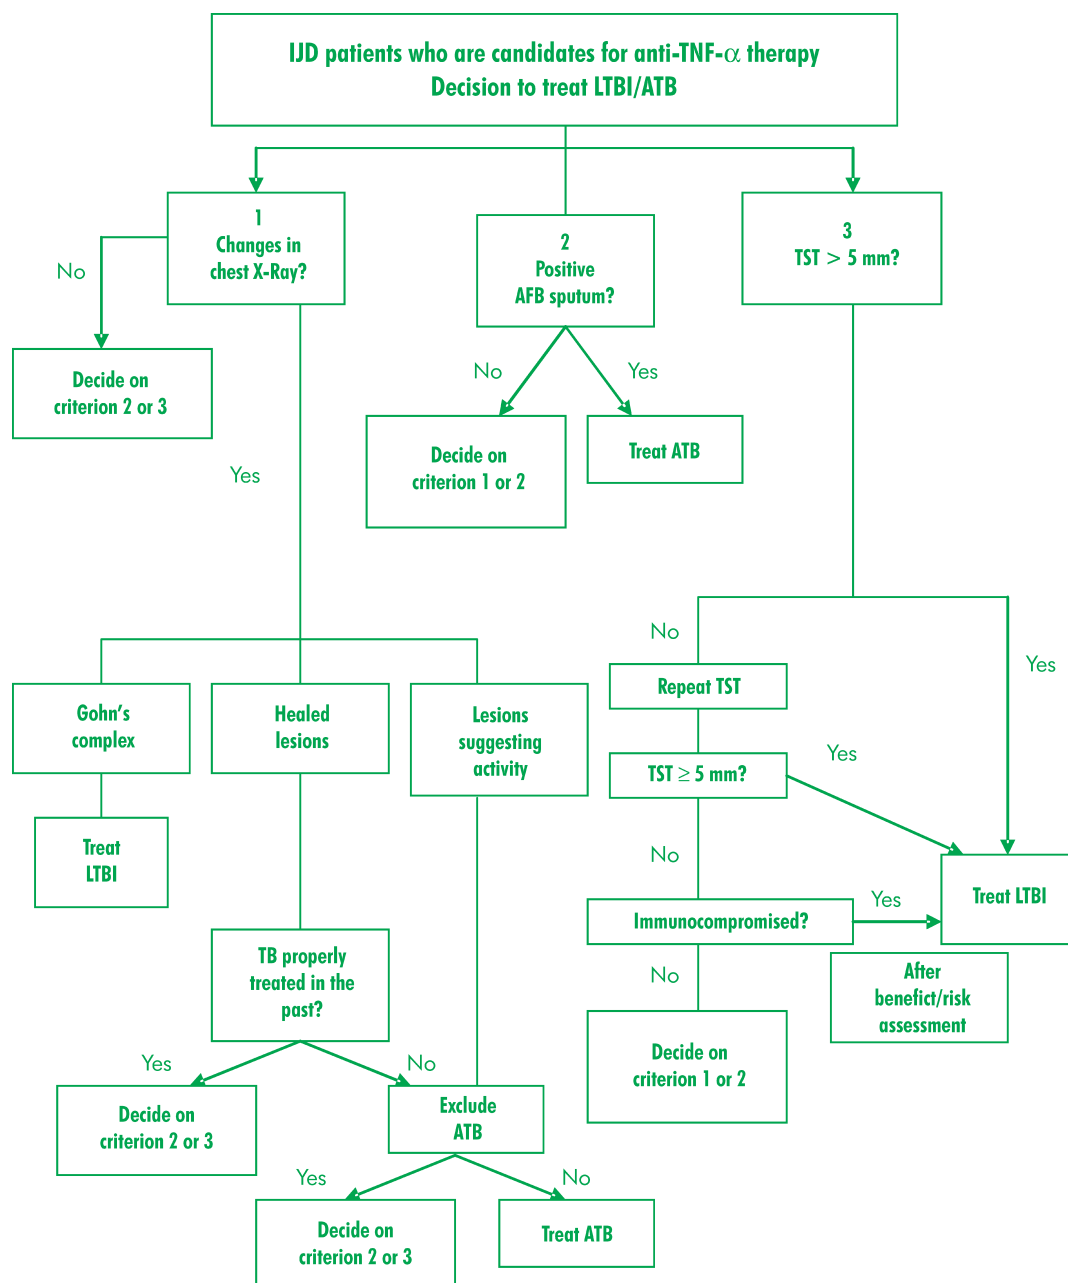 IJD patients who are candidates for anti-TNF-α therapy
Decision to treat LTBI/ATB
1
Changes in
chest X-Ray?
2
Positive
AFB sputum?
3
TST > 5 mm?
No
Decide on
criterion 2 or 3
No
Yes
Decide on
criterion 1 or 2
Treat ATB
Yes
Gohn's
complex
Healed
lesions
Lesions
suggesting
activity
Treat
LTBI
TB properly
treated in the
past?
Yes
No
Decide on
criterion 2 or 3
Exclude
ATB
Yes
No
Decide on
criterion 2 or 3
Treat ATB
No
Yes
Repeat TST
TST ≥ 5 mm?
Yes
No
Immunocompromised?
Yes
Treat LTBI
After
benefict/risk
assessment
No
Decide on
criterion 1 or 2